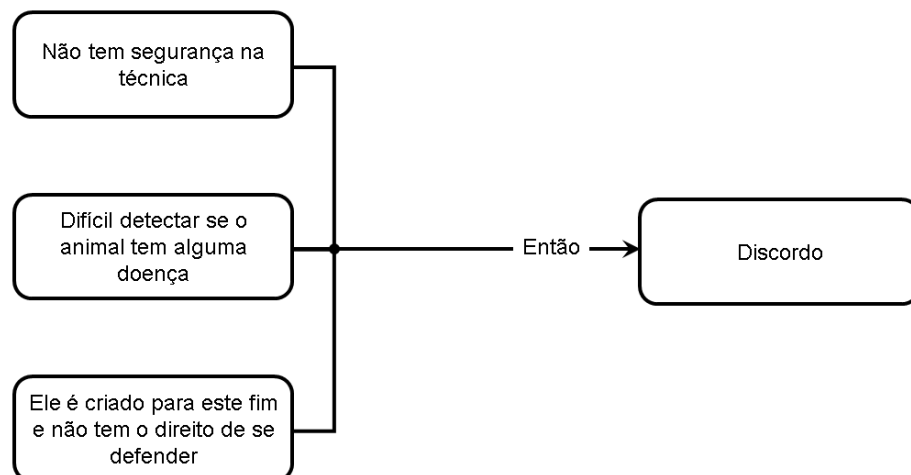 Não tem segurança na
técnica
Difícil detectar se o
animal tem alguma
doença
Então
Discordo
Ele é criado para este fim
e não tem o direito de se
defender